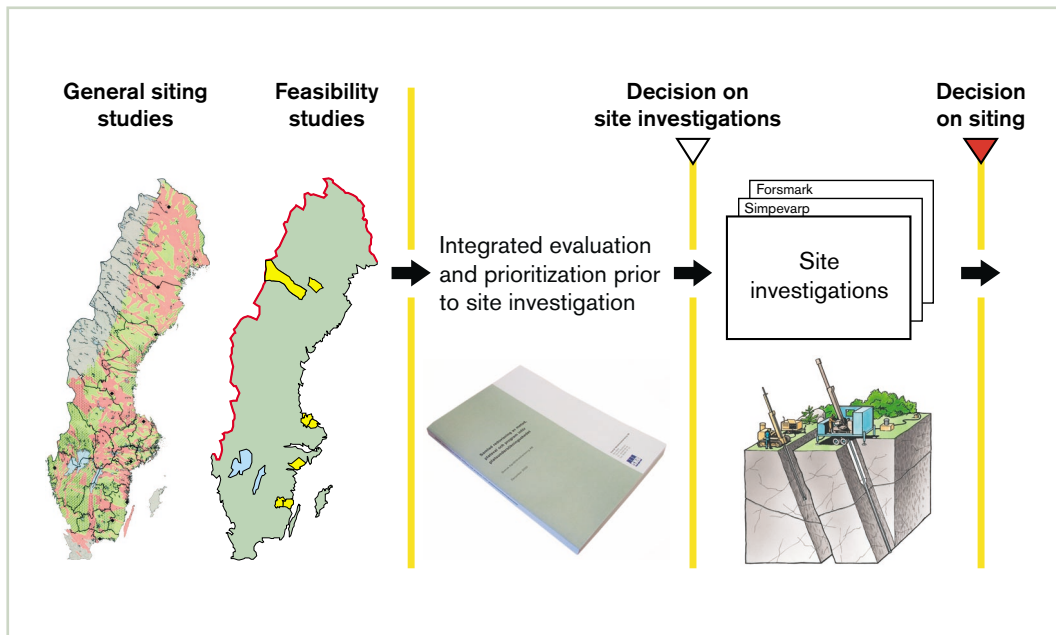 General siting
studies
Feasibility
studies
Decision on
site investigations
Decision
on siting
Forsmark
Simpevarp
Integrated evaluation
and prioritization prior
to site investigation
Site
investigations